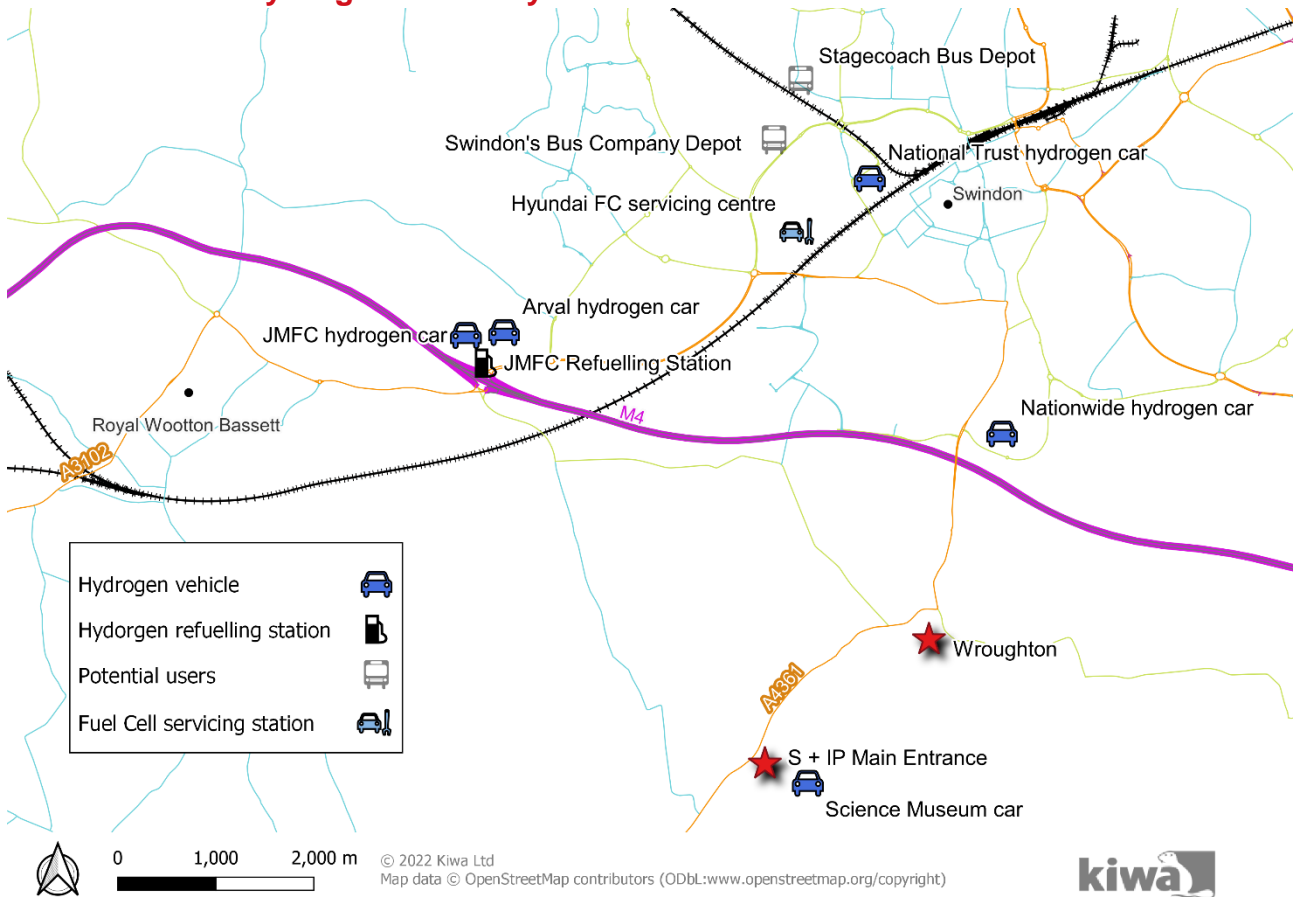 Stagecoach Bus Depot
Swindon's Bus Company Depot
National Trust hydrogen car
Swindon
Hyundai FC servicing centre
Arval hydrogen car
JMFC hydrogen car
JMFC Refuelling Station
M4
Royal Wootton Bassett
Nationwide hydrogen car
A3102
Hydrogen vehicle
Hydorgen refuelling station
Potential users
Fuel Cell servicing station
Wroughton
A4361
S + IP Main Entrance
Science Museum car
0 1,000 2,000 m
© 2022 Kiwa Ltd
Map data © OpenStreetMap contributors (ODbL:www.openstreetmap.org/copyright)
kiwa